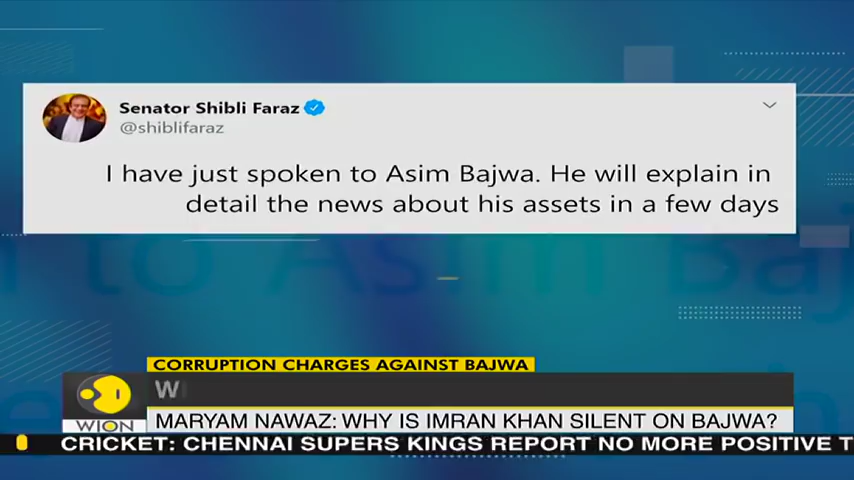 Senator Shibli Faraz
@shiblifaraz
I have just spoken to Asim Bajwa. He will explain in
detail the news about his assets in a few days
CORRUPTION CHARGES AGAINST BAJWA
MARYAM NAWAZ: WHY IS IMRAN KHAN SILENT ON BAJWA?
WION
CRICKET: CHENNAI SUPERS KINGS REPORT NO MORE POSITIVE T